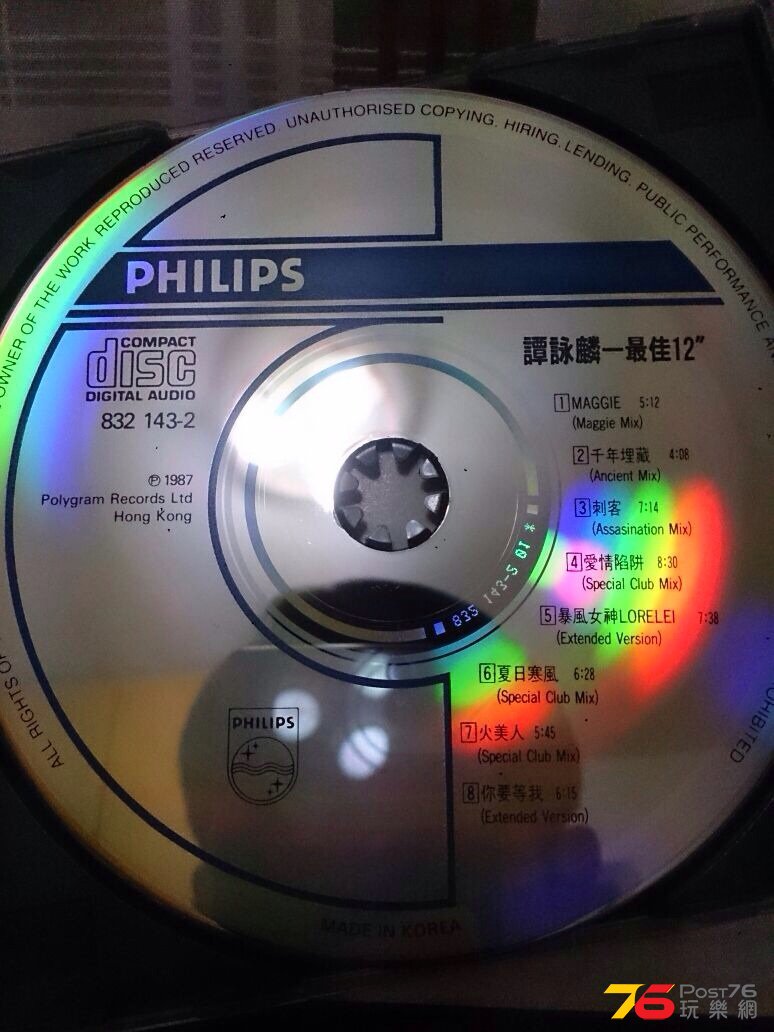 ALL RIGHTS OF
OWNER OF THE WORK REPRODUCED RESERVED. UNAUTHORISED COPYING. HIRING. LENDING. PUBLIC PERFORMANCE
PHILIPS
COMPACT
disc
DIGITAL AUDIO
832 143-2
℗ 1987
Polygram Records Ltd
Hong Kong
譚詠麟一最佳12"
1 MAGGIE 5:12
(Maggie Mix)
2 千年埋藏 4:08
(Ancient Mix)
3 刺客 7:14
(Assasination Mix)
4 愛情陷阱 8:30
(Special Club Mix)
5 暴風女神LORELEI 7:38
(Extended Version)
6 夏日寒風 6:28
(Special Club Mix)
7 火美人 5:45
(Special Club Mix)
8 你要等我 6:15
(Extended Version)
832 143-2 01 *
PHILIPS
MADE IN KOREA
76 POST76
玩樂網